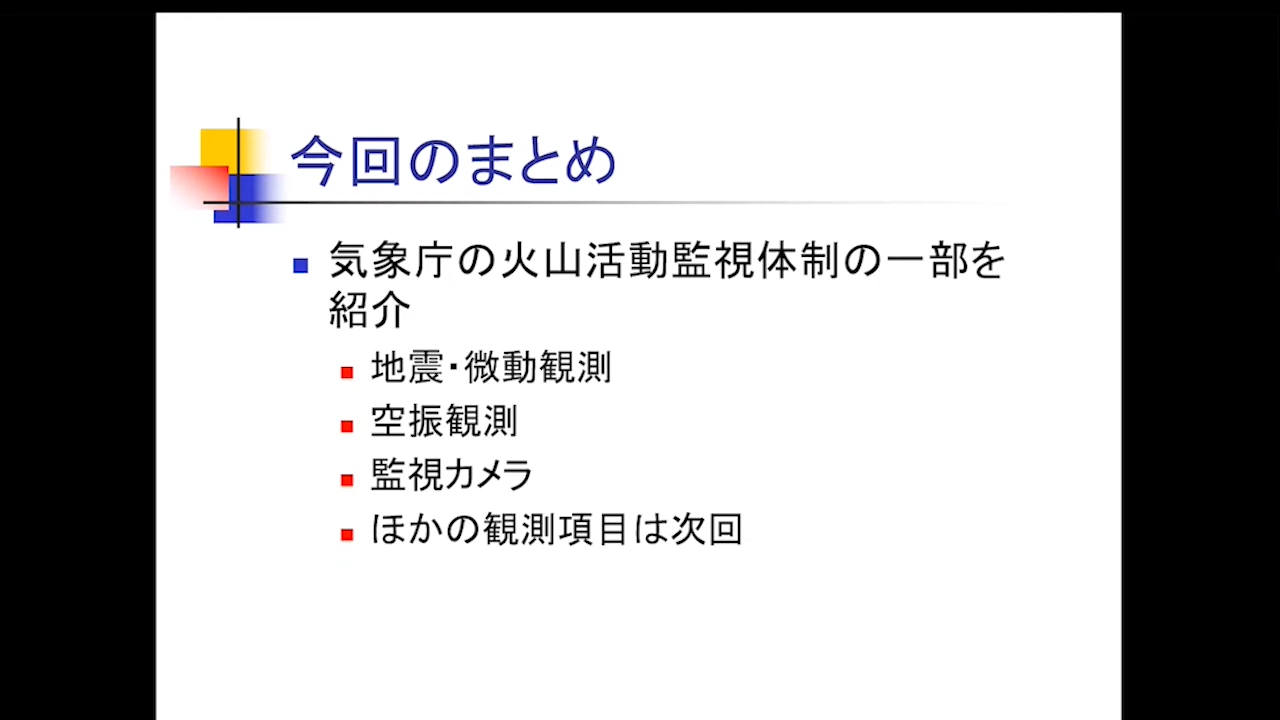 今回のまとめ
気象庁の火山活動監視体制の一部を
紹介
地震・微動観測
空振観測
監視カメラ
ほかの観測項目は次回